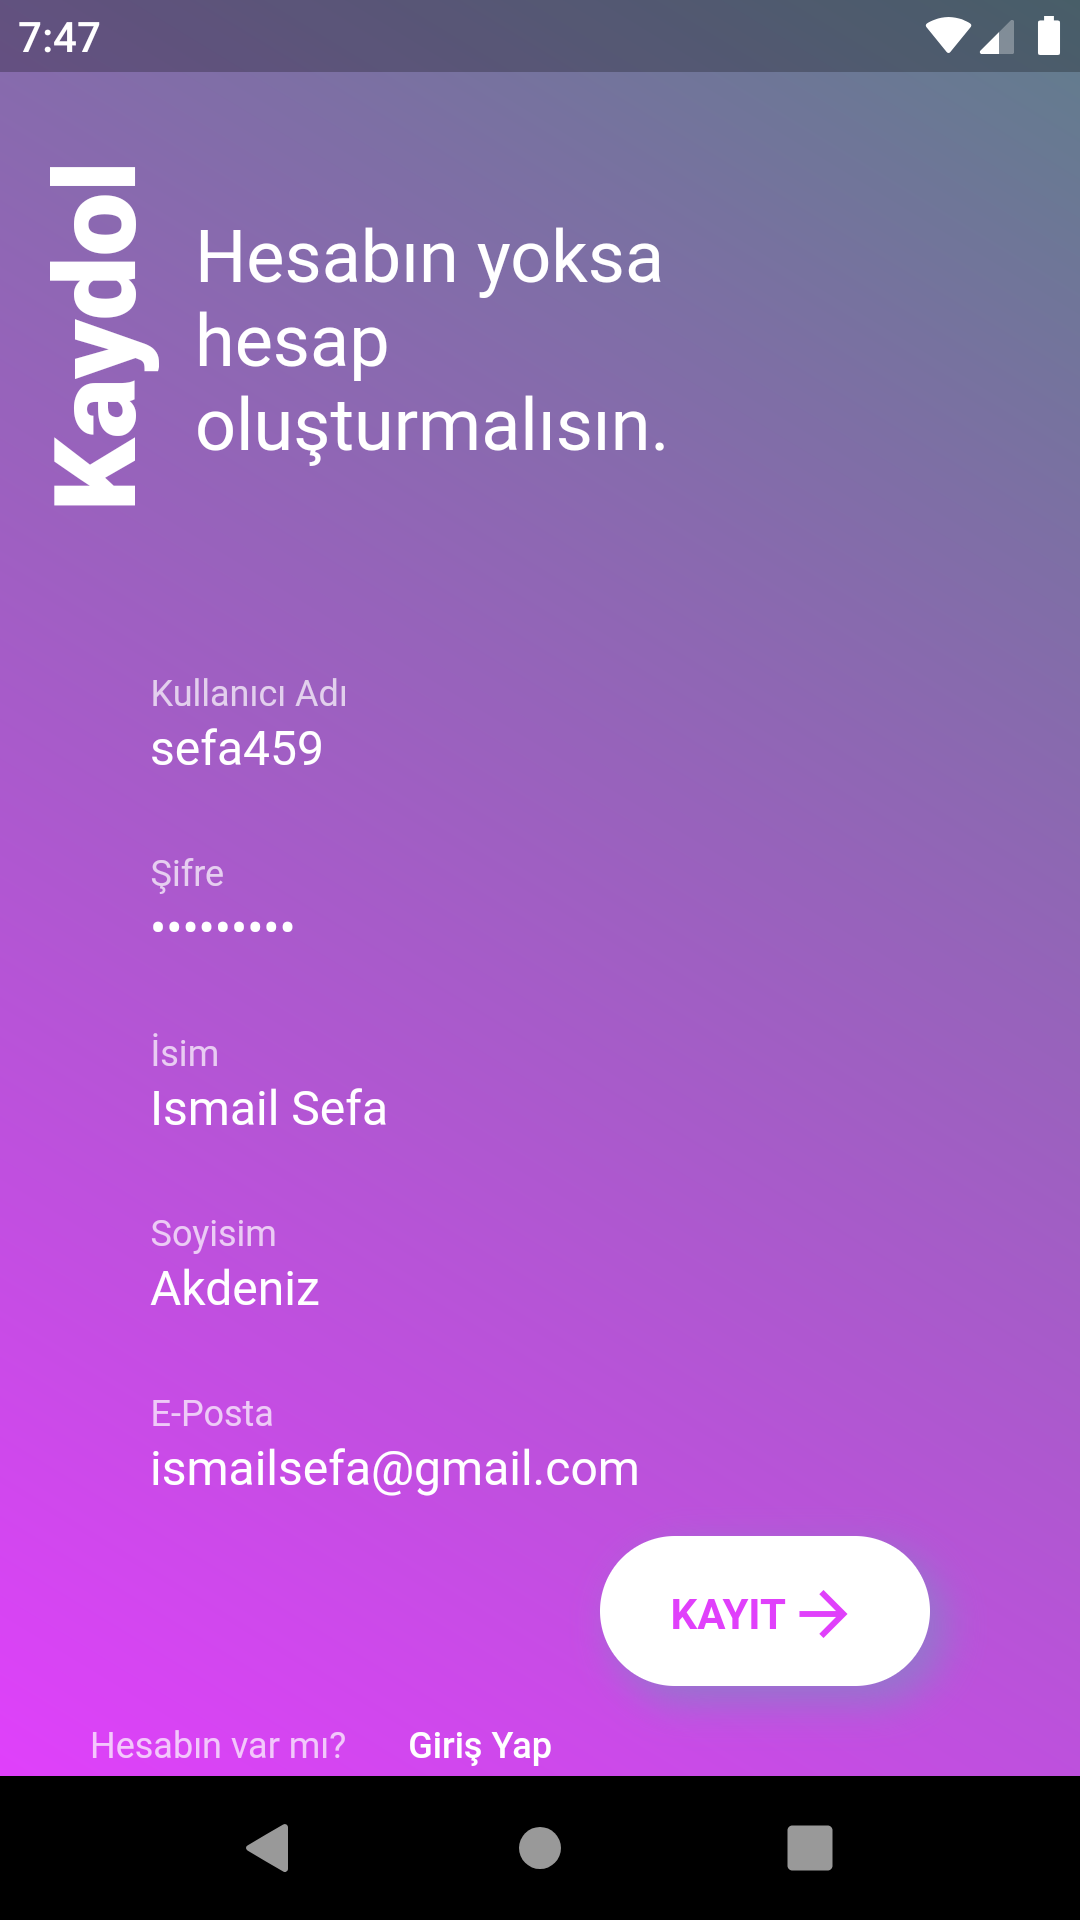 7:47
Kaydol
Hesabın yoksa
hesap
oluşturmalısın.
Kullanıcı Adı
sefa459
Şifre
•••••••••
İsim
Ismail Sefa
Soyisim
Akdeniz
E-Posta
ismailsefa@gmail.com
KAYIT
Hesabın var mı? Giriş Yap